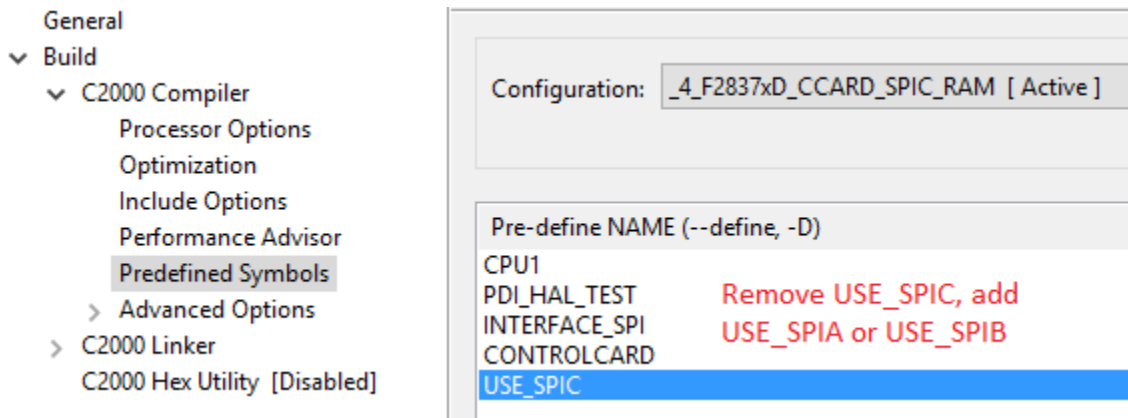 General
Build
C2000 Compiler
Processor Options
Optimization
Include Options
Performance Advisor
Predefined Symbols
Advanced Options
C2000 Linker
C2000 Hex Utility [Disabled]
Configuration: _4_F2837xD_CCARD_SPIC_RAM [ Active ]
Pre-define NAME (--define, -D)
CPU1
PDI_HAL_TEST
INTERFACE_SPI
CONTROLCARD
USE_SPIC
Remove USE_SPIC, add
USE_SPIA or USE_SPIB